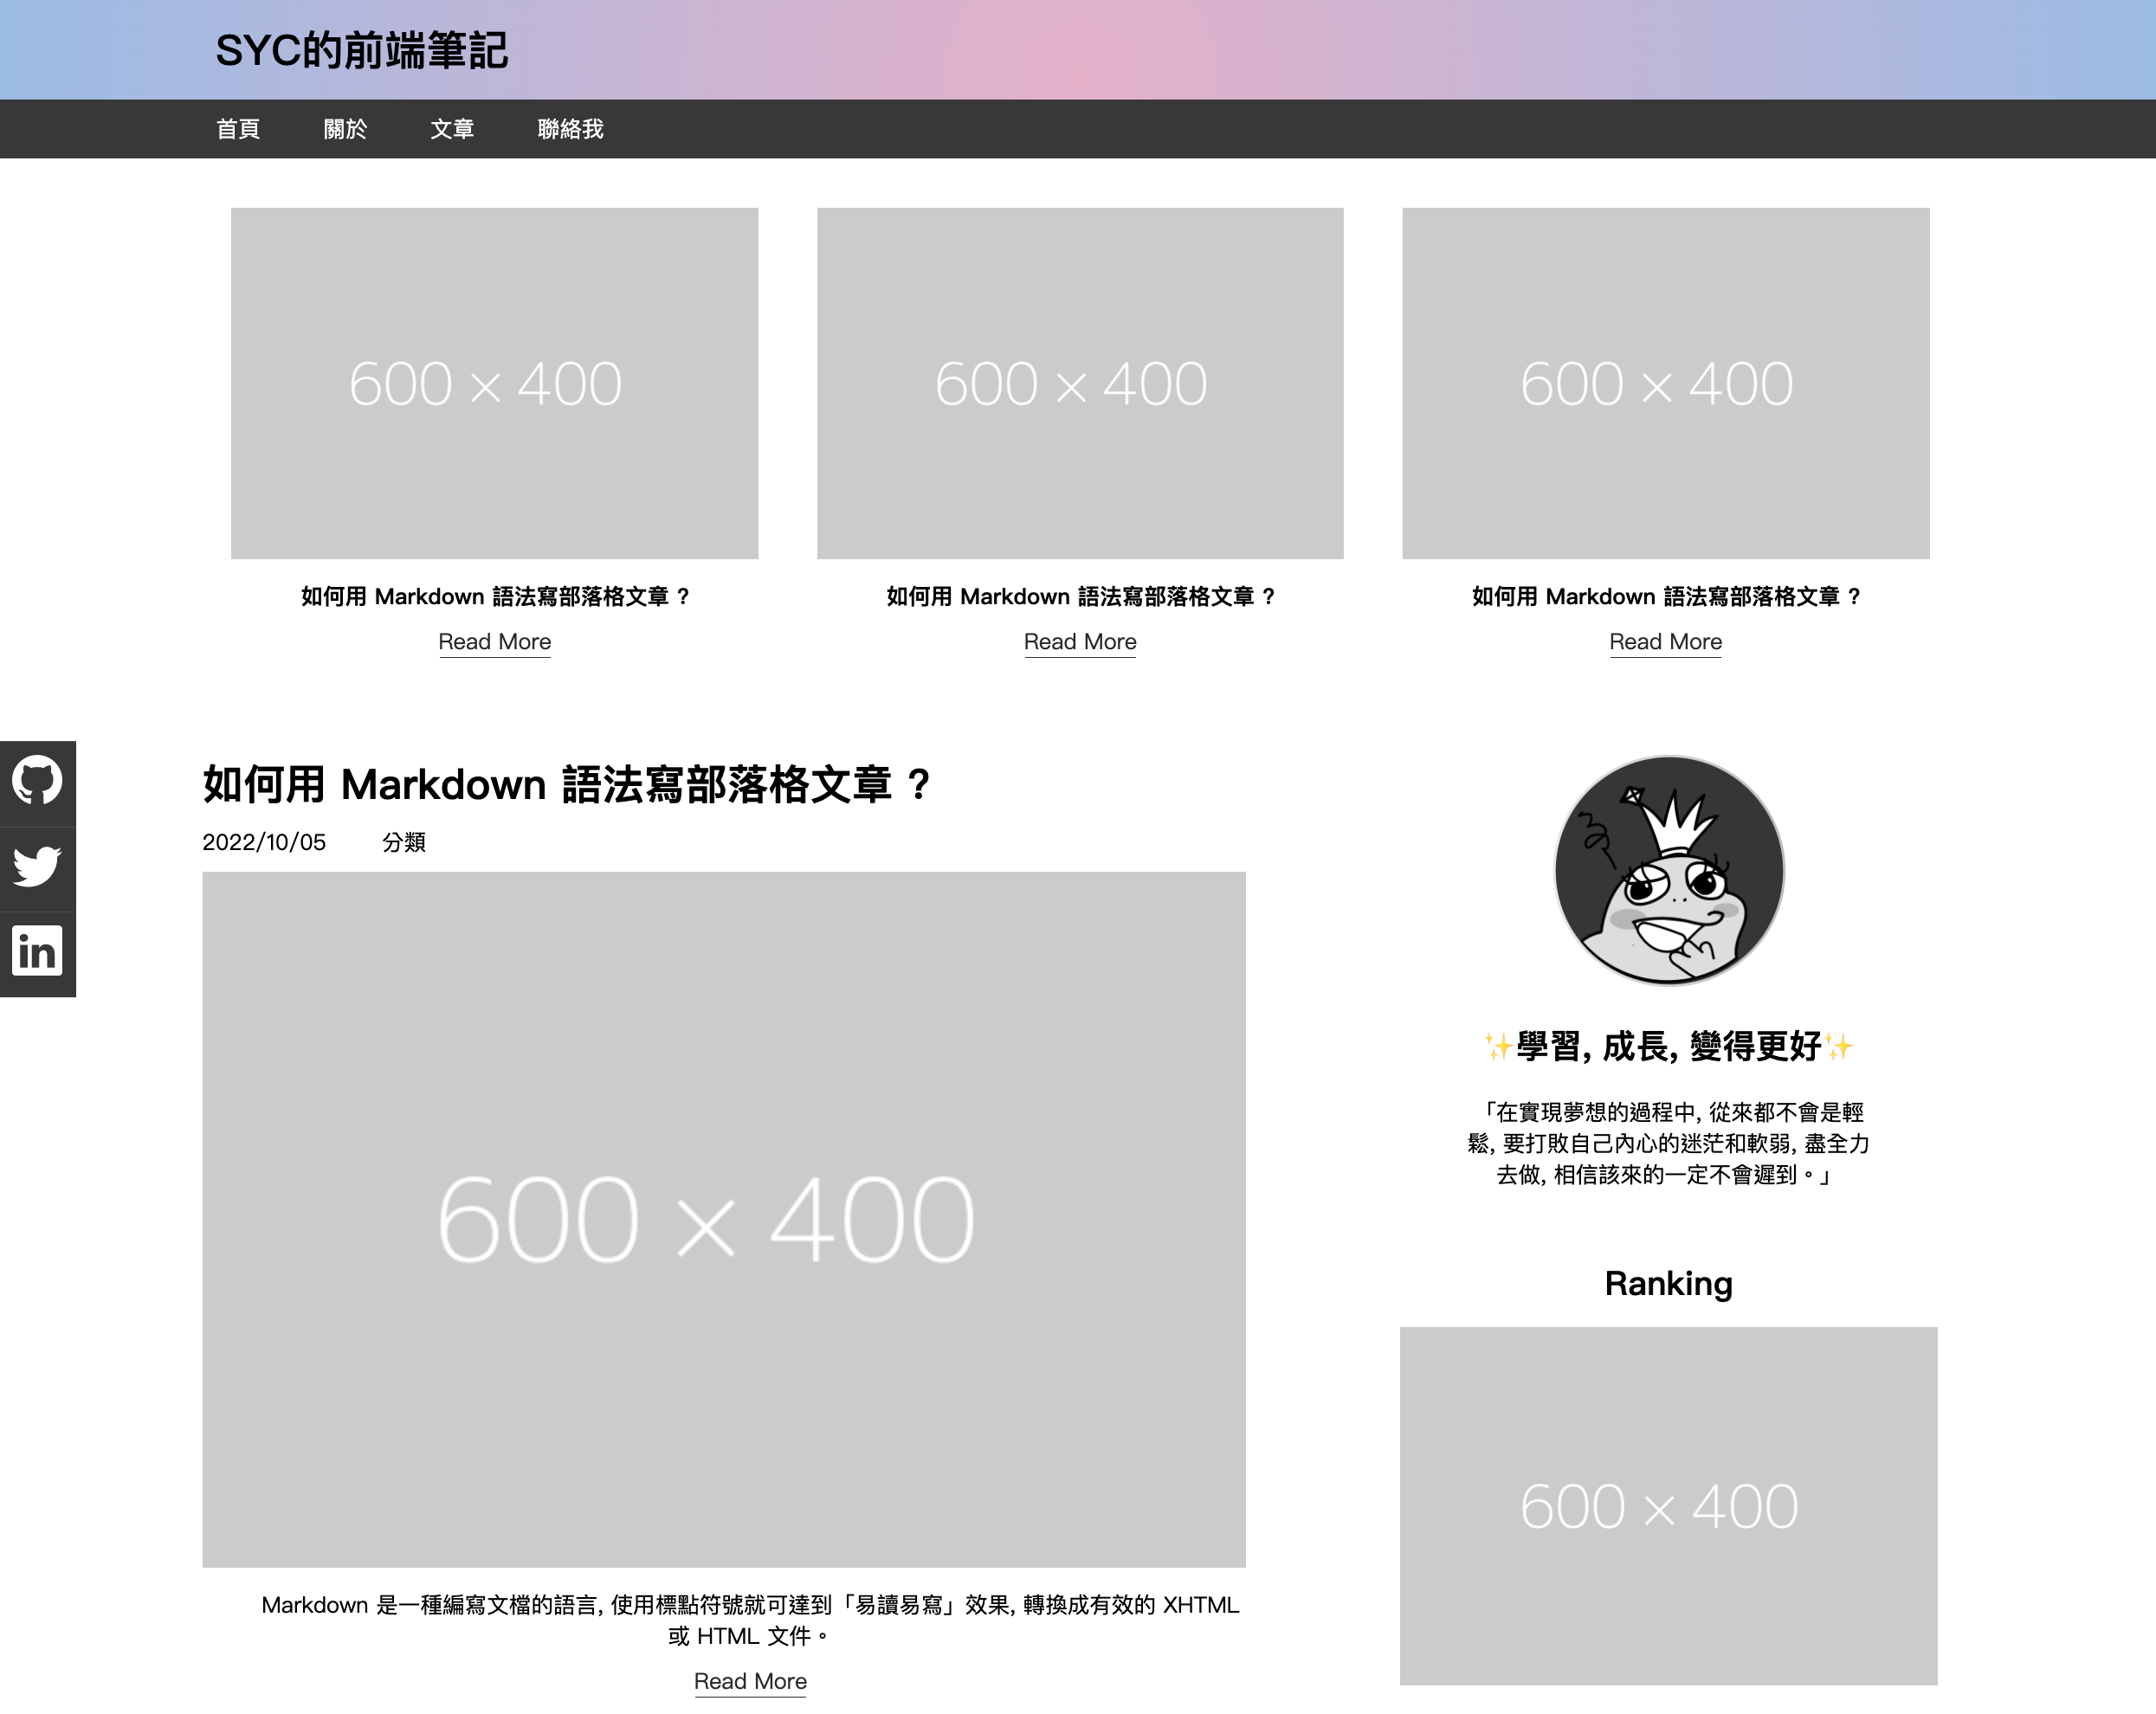 SYC的前端筆記
首頁 關於 文章 聯絡我
600 × 400 600 × 400 600 × 400
如何用 Markdown 語法寫部落格文章？ 如何用 Markdown 語法寫部落格文章？ 如何用 Markdown 語法寫部落格文章？
Read More Read More Read More
如何用 Markdown 語法寫部落格文章？
2022/10/05 分類
600 × 400
Markdown 是一種編寫文檔的語言, 使用標點符號就可達到「易讀易寫」效果, 轉換成有效的 XHTML
或 HTML 文件。
Read More
in
✨學習, 成長, 變得更好✨
「在實現夢想的過程中, 從來都不會是輕
鬆, 要打敗自己內心的迷茫和軟弱, 盡全力
去做, 相信該來的一定不會遲到。」
Ranking
600 × 400